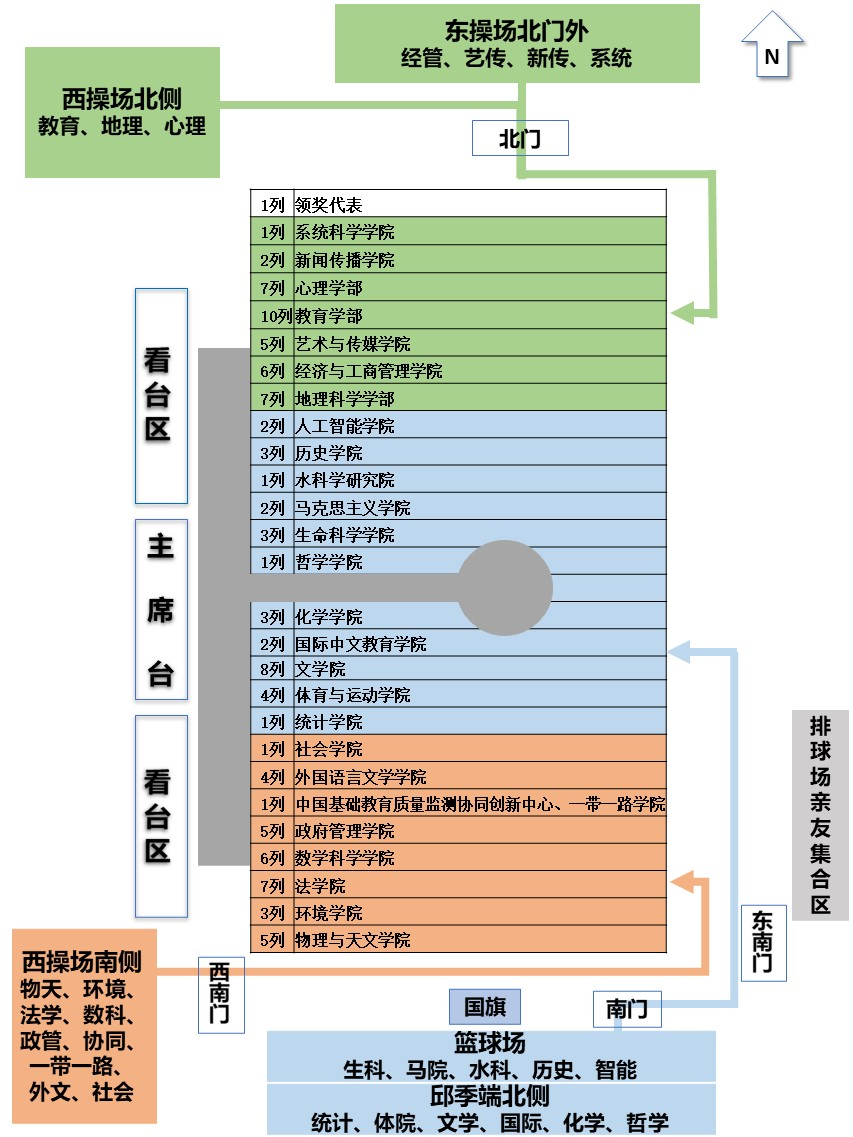 东操场北门外
经管、艺传、新传、系统
N
西操场北侧
教育、地理、心理
北门
1列 领奖代表
1列 系统科学学院
2列 新闻传播学院
7列 心理学部
10列 教育学部
5列 艺术与传媒学院
6列 经济与工商管理学院
7列 地理科学学部
2列 人工智能学院
3列 历史学院
1列 水科学研究院
2列 马克思主义学院
3列 生命科学学院
1列 哲学学院
3列 化学学院
2列 国际中文教育学院
8列 文学院
4列 体育与运动学院
1列 统计学院
1列 社会学院
4列 外国语言文学学院
1列 中国基础教育质量监测协同创新中心、一带一路学院
5列 政府管理学院
6列 数学科学学院
7列 法学院
3列 环境学院
5列 物理与天文学院
看台区
主席台
看台区
排球场亲友集合区
东南门
西操场南侧
物天、环境、
法学、数科、
政管、协同、
一带一路、
外文、社会
西南门
国旗
南门
篮球场
生科、马院、水科、历史、智能
邱季端北侧
统计、体院、文学、国际、化学、哲学